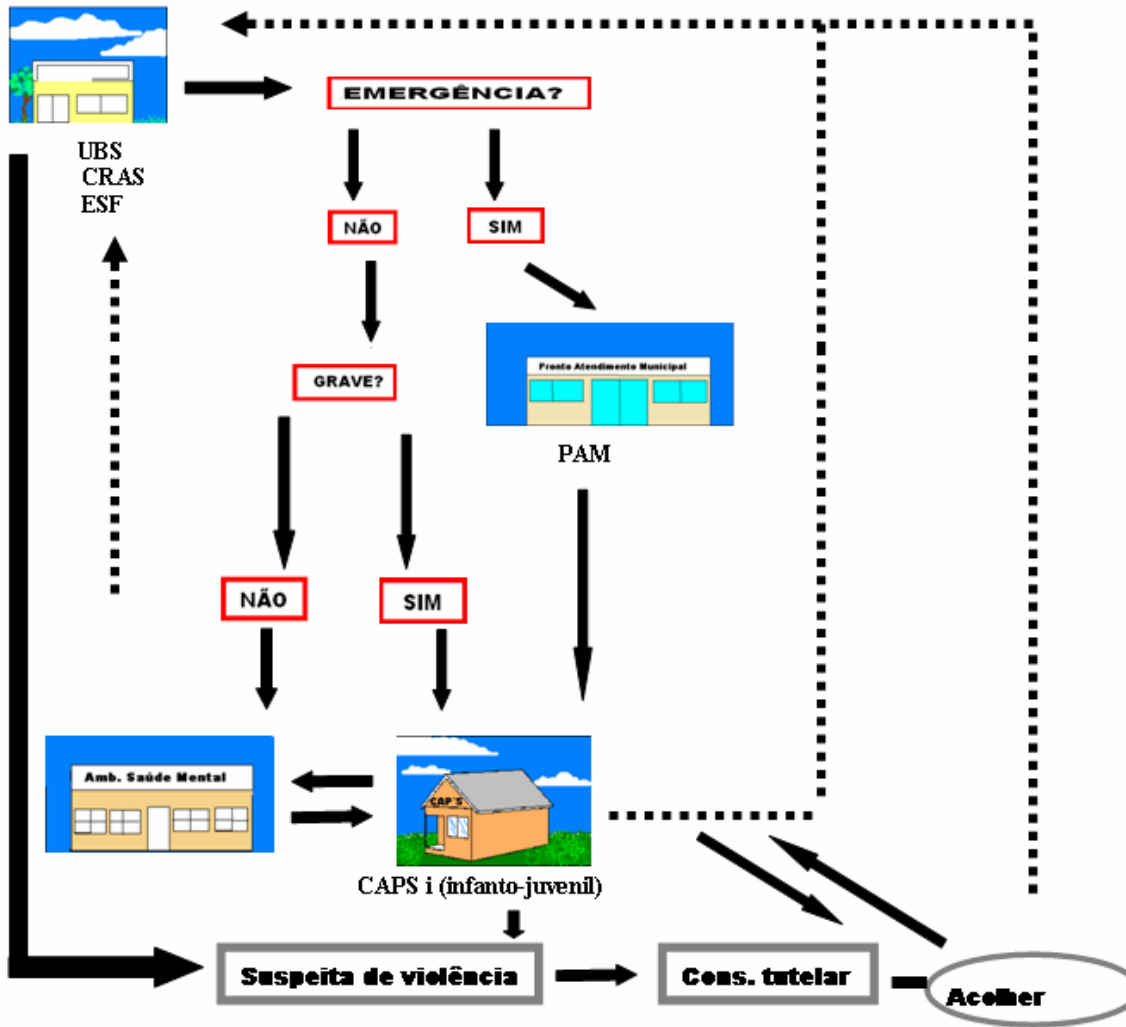 EMERGÊNCIA?
UBS
CRAS
ESF
NÃO
SIM
Pronto Atendimento Municipal
GRAVE?
PAM
NÃO
SIM
Amb. Saúde Mental
CAP'S
CAPS i (infanto-juvenil)
Suspeita de violência
Cons. tutelar
Acolher